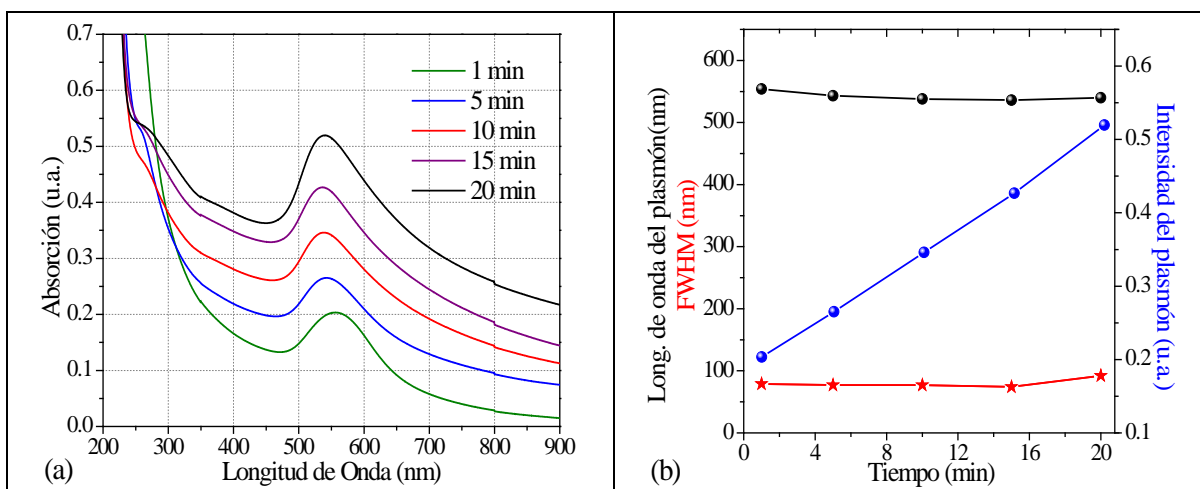 0.7
0.6
0.5
0.4
0.3
0.2
0.1
0.0
Absorción (u.a.)
1 min
5 min
10 min
15 min
20 min
200 300 400 500 600 700 800 900
Longitud de Onda (nm)
(a)
600
500
400
300
200
100
0
Long. de onda del plasmón(nm)
FWHM (nm)
0 4 8 12 16 20
Tiempo (min)
(b)
0.6
0.5
0.4
0.3
0.2
0.1
Intensidad del plasmón (u.a.)